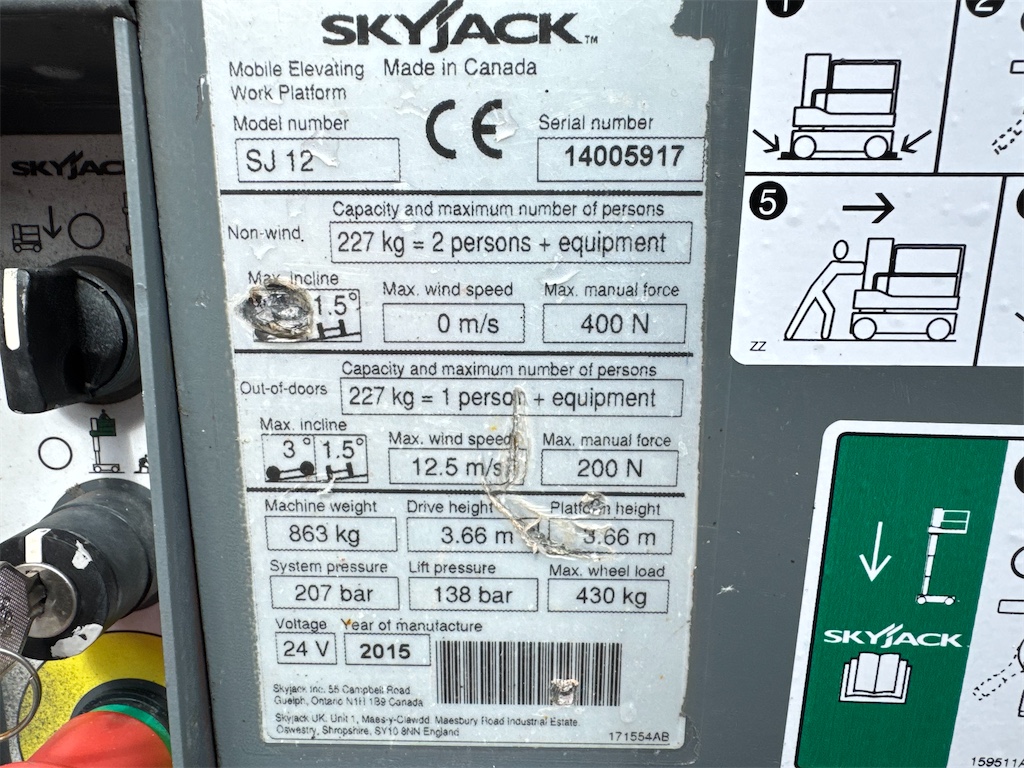 SKYJACK™
Mobile Elevating Work Platform
Made in Canada
Model number
SJ 12
CE
Serial number
14005917
Capacity and maximum number of persons
Non-wind.
227 kg = 2 persons + equipment
Max. incline
1.5°
Max. wind speed
0 m/s
Max. manual force
400 N
Capacity and maximum number of persons
Out-of-doors
227 kg = 1 person + equipment
Max. incline
3° 1.5°
Max. wind speed
12.5 m/s
Max. manual force
200 N
Machine weight
863 kg
Drive height
3.66 m
Platform height
3.66 m
System pressure
207 bar
Lift pressure
138 bar
Max. wheel load
430 kg
Voltage
24 V
Year of manufacture
2015
Skyjack Inc. 55 Campbell Road
Guelph, Ontario N1H 1B9 Canada
Skyjack UK. Unit 1, Maes-y-Clawdd. Maesbury Road Industrial Estate.
Oswestry, Shropshire, SY10 8NN England
171554AB
SKYJAC
1
2
5
ZZ
SKYJACK
159511A